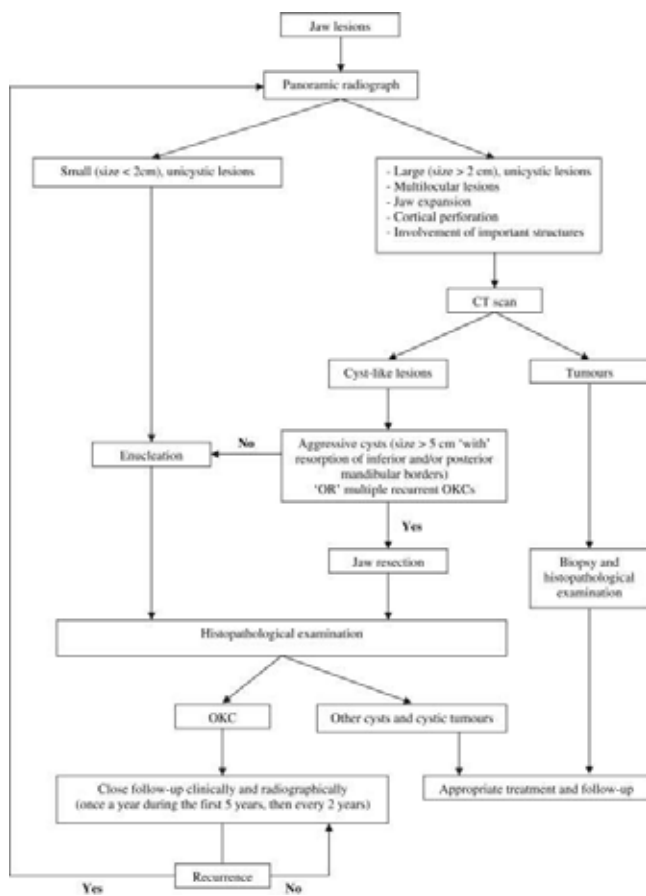 Jaw lesions
Panoramic radiograph
Small (size < 2cm), unicystic lesions
- Large (size > 2 cm), unicystic lesions
- Multilocular lesions
- Jaw expansion
- Cortical perforation
- Involvement of important structures
CT scan
Cyst-like lesions
Tumours
Enucleation
No
Aggressive cysts (size > 5 cm ‘with’
resorption of inferior and/or posterior
mandibular borders)
‘OR’ multiple recurrent OKCs
Yes
Jaw resection
Biopsy and
histopathological
examination
Histopathological examination
OKC
Other cysts and cystic tumours
Close follow-up clinically and radiographically
(once a year during the first 5 years, then every 2 years)
Appropriate treatment and follow-up
Recurrence
Yes
No